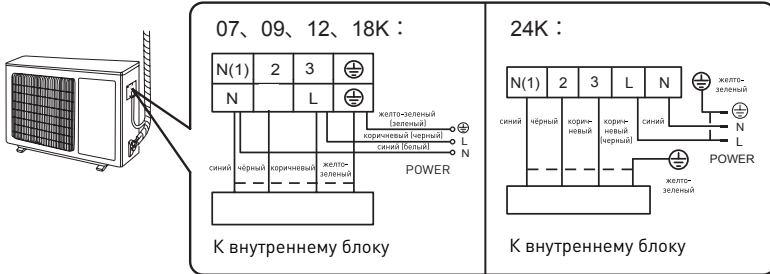 07、09、12、18K：
N(1) 2 3
N L
желто-зеленый
(зеленый)
коричневый (черный)
L
синий (белый)
N
POWER
синий чёрный коричневый желто-
зеленый
К внутреннему блоку
24K：
N(1) 2 3 L N
желто-
зеленый
синий чёрный корич-
невый
корич-
невый
(черный)
синий
N
L
POWER
желто-
зеленый
К внутреннему блоку